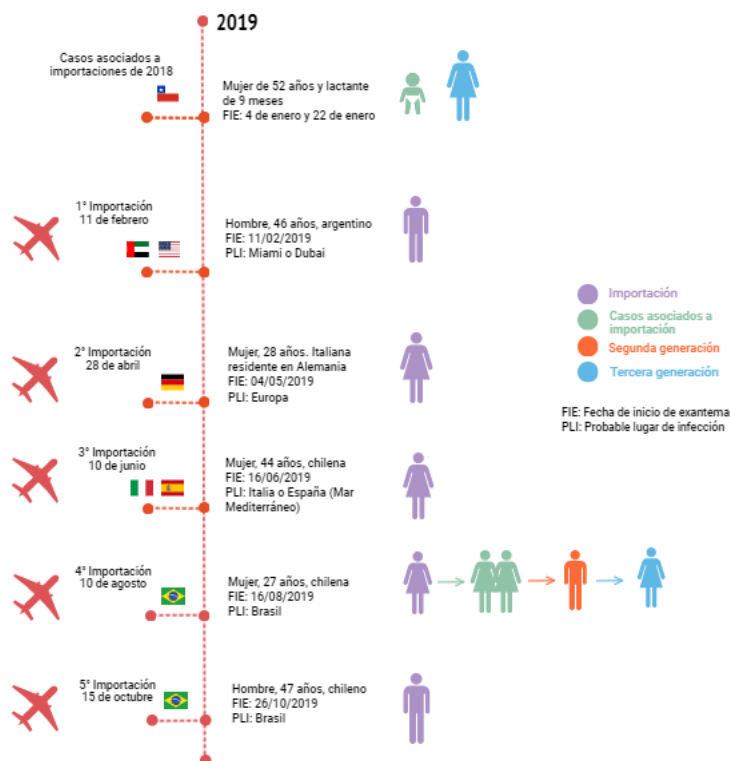 2019
Casos asociados a
importaciones de 2018
Mujer de 52 años y lactante
de 9 meses
FIE: 4 de enero y 22 de enero
1° Importación
11 de febrero
Hombre, 46 años, argentino
FIE: 11/02/2019
PLI: Miami o Dubai
Importación
Casos asociados a
importación
Segunda generación
Tercera generación
FIE: Fecha de inicio de exantema
PLI: Probable lugar de infección
2° Importación
28 de abril
Mujer, 28 años. Italiana
residente en Alemania
FIE: 04/05/2019
PLI: Europa
3° Importación
10 de junio
Mujer, 44 años, chilena
FIE: 16/06/2019
PLI: Italia o España (Mar
Mediterráneo)
4° Importación
10 de agosto
Mujer, 27 años, chilena
FIE: 16/08/2019
PLI: Brasil
5° Importación
15 de octubre
Hombre, 47 años, chileno
FIE: 26/10/2019
PLI: Brasil